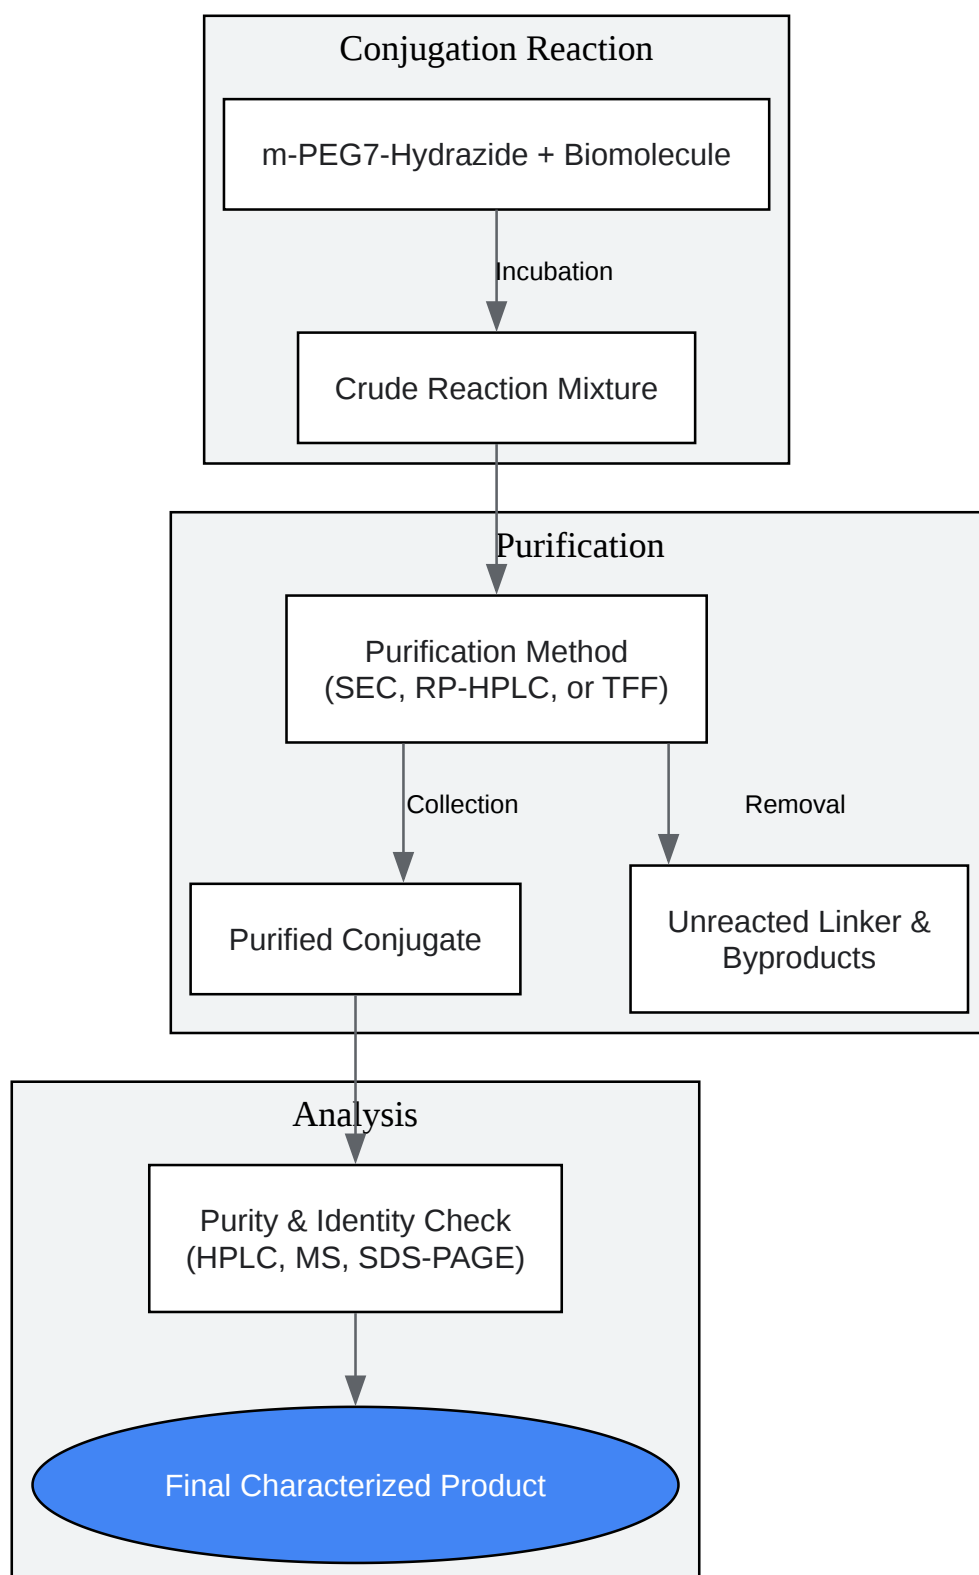 Conjugation Reaction
m-PEG7-Hydrazide + Biomolecule
Incubation
Crude Reaction Mixture
Purification
Purification Method
(SEC, RP-HPLC, or TFF)
Collection
Removal
Purified Conjugate
Unreacted Linker &
Byproducts
Analysis
Purity & Identity Check
(HPLC, MS, SDS-PAGE)
Final Characterized Product